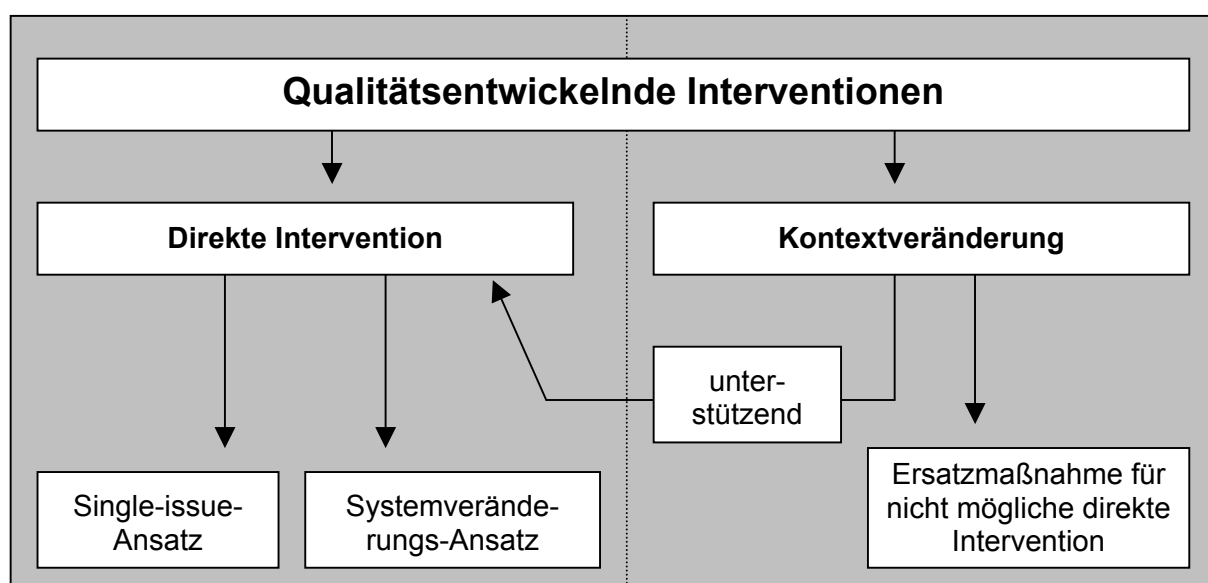 Qualitätsentwickelnde Interventionen
Direkte Intervention
Kontextveränderung
unter-
stützend
Single-issue-
Ansatz
Systemverände-
rungs-Ansatz
Ersatzmaßnahme für
nicht mögliche direkte
Intervention